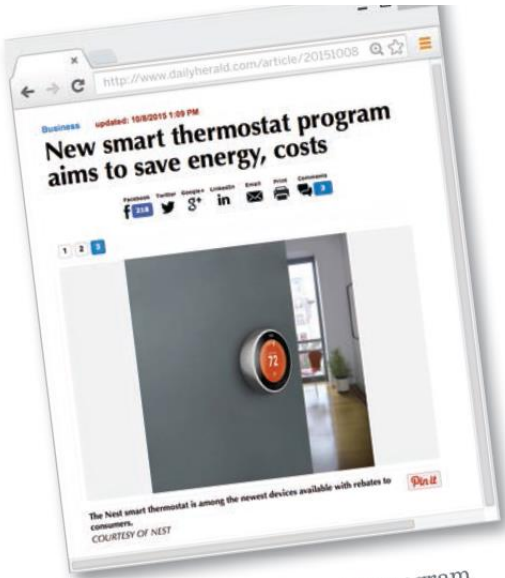 http://www.dailyherald.com/article/20151008
Business updated: 10/8/2015 1:09 PM
New smart thermostat program
aims to save energy, costs
Facebook Twitter Google+ LinkedIn Email Print Comments
f 218 g+ in 3
1 2 3
72
The Nest smart thermostat is among the newest devices available with rebates to
consumers.
COURTESY OF NEST
Pin it